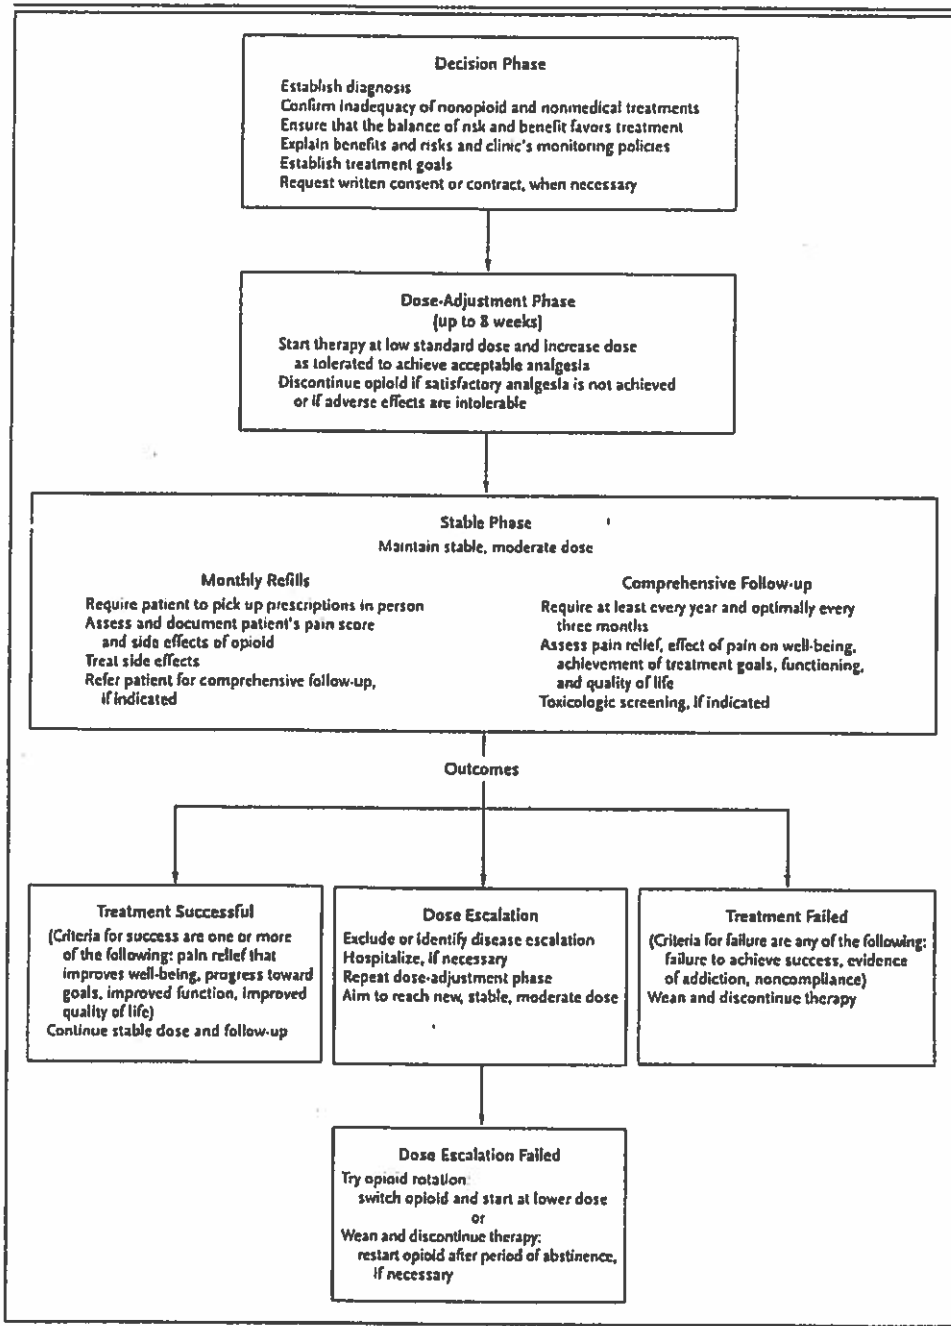 Decision Phase
Establish diagnosis
Confirm inadequacy of nonopioid and nonmedical treatments
Ensure that the balance of risk and benefit favors treatment
Explain benefits and risks and clinic's monitoring policies
Establish treatment goals
Request written consent or contract, when necessary
Dose-Adjustment Phase
(up to 8 weeks)
Start therapy at low standard dose and increase dose
as tolerated to achieve acceptable analgesia
Discontinue opioid if satisfactory analgesia is not achieved
or if adverse effects are intolerable
Stable Phase
Maintain stable, moderate dose
Monthly Refills
Require patient to pick up prescriptions in person
Assess and document patient's pain score
and side effects of opioid
Treat side effects
Refer patient for comprehensive follow-up,
if indicated
Comprehensive Follow-up
Require at least every year and optimally every
three months
Assess pain relief, effect of pain on well-being,
achievement of treatment goals, functioning,
and quality of life
Toxicologic screening, if indicated
Outcomes
Treatment Successful
(Criteria for success are one or more
of the following: pain relief that
improves well-being, progress toward
goals, improved function, improved
quality of life)
Continue stable dose and follow-up
Dose Escalation
Exclude or identify disease escalation
Hospitalize, if necessary
Repeat dose-adjustment phase
Aim to reach new, stable, moderate dose
Treatment Failed
(Criteria for failure are any of the following:
failure to achieve success, evidence
of addiction, noncompliance)
Wean and discontinue therapy
Dose Escalation Failed
Try opioid rotation:
switch opioid and start at lower dose
or
Wean and discontinue therapy:
restart opioid after period of abstinence,
if necessary